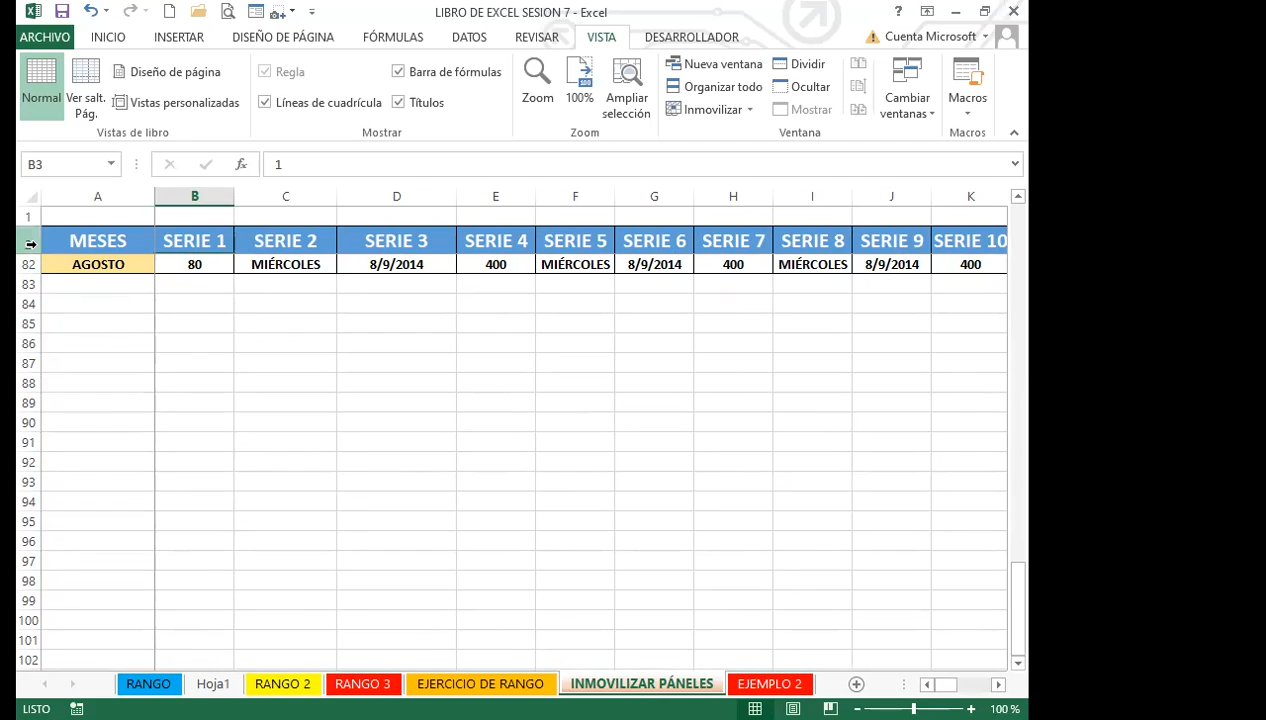 LIBRO DE EXCEL SESION 7 - Excel
?
ARCHIVO INICIO INSERTAR DISEÑO DE PÁGINA FÓRMULAS DATOS REVISAR VISTA DESARROLLADOR Cuenta Microsoft
Normal
Ver salt. Pág.
Diseño de página
Vistas personalizadas
Vistas de libro
Regla
Líneas de cuadrícula
Barra de fórmulas
Títulos
Mostrar
Zoom
100%
Ampliar selección
Zoom
Nueva ventana
Organizar todo
Inmovilizar
Dividir
Ocultar
Mostrar
Cambiar ventanas
Ventana
Macros
Macros
B3 fx 1
A B C D E F G H I J K
1
MESES SERIE 1 SERIE 2 SERIE 3 SERIE 4 SERIE 5 SERIE 6 SERIE 7 SERIE 8 SERIE 9 SERIE 10
82 AGOSTO 80 MIÉRCOLES 8/9/2014 400 MIÉRCOLES 8/9/2014 400 MIÉRCOLES 8/9/2014 400
83
84
85
86
87
88
89
90
91
92
93
94
95
96
97
98
99
100
101
102
RANGO Hoja1 RANGO 2 RANGO 3 EJERCICIO DE RANGO INMOVILIZAR PÁNELES EJEMPLO 2
LISTO 100 %